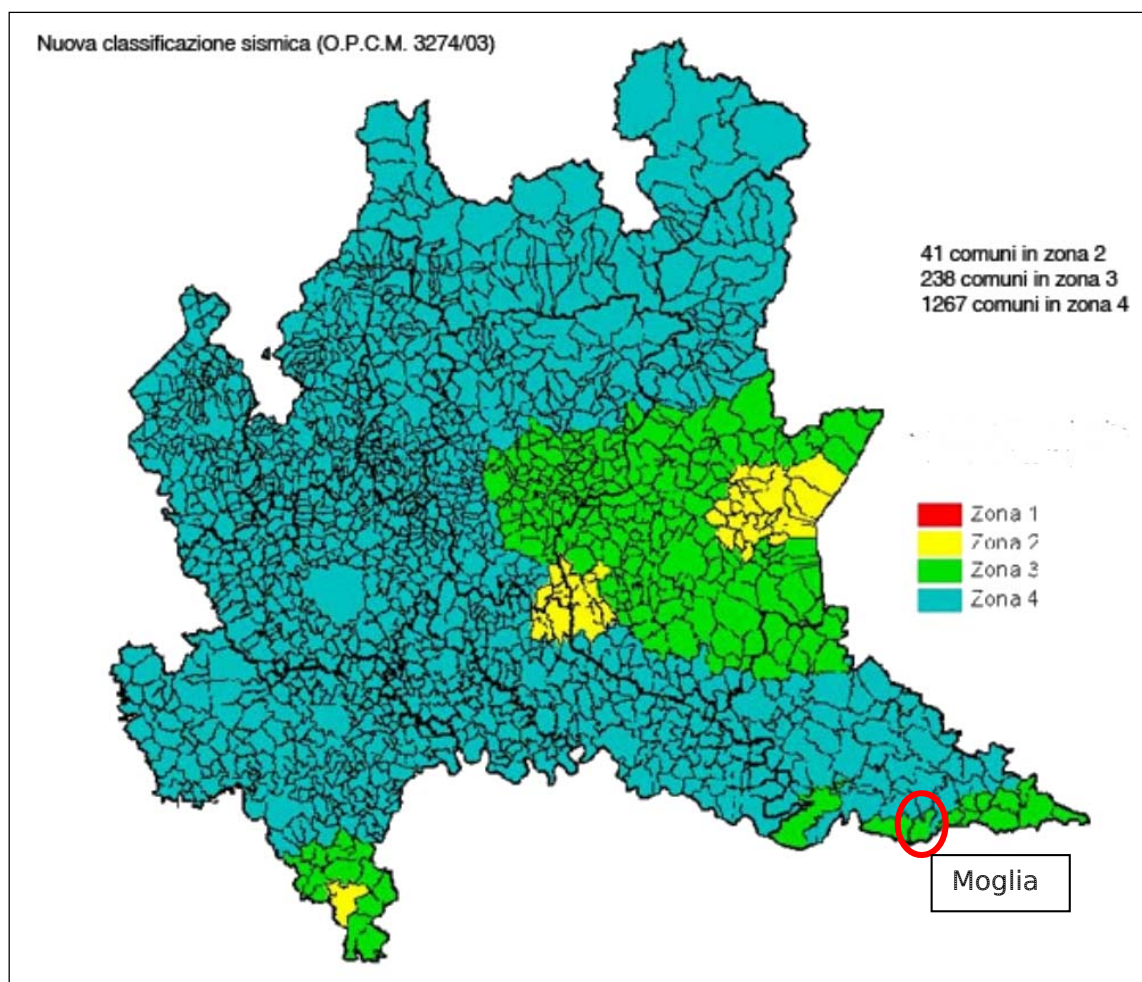 Nuova classificazione sismica (O.P.C.M. 3274/03)
41 comuni in zona 2
238 comuni in zona 3
1267 comuni in zona 4
Zona 1
Zona 2
Zona 3
Zona 4
Moglia